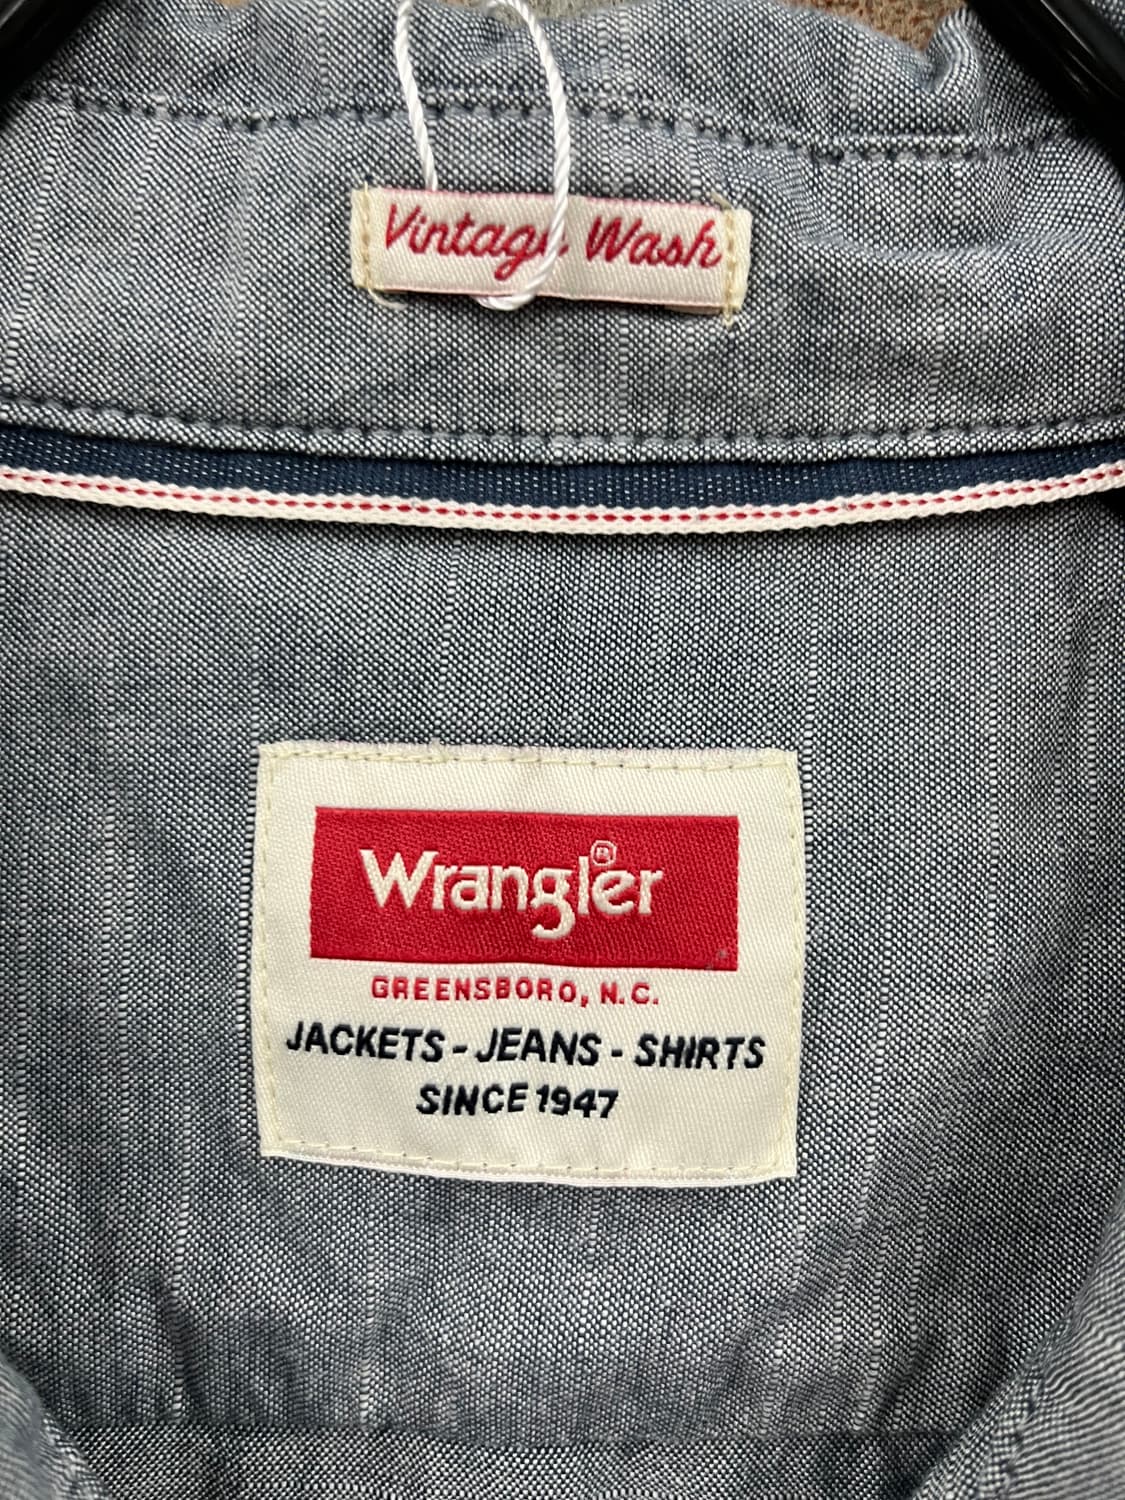 Vintage Wash
Wrangler®
GREENSBORO, N.C.
JACKETS - JEANS - SHIRTS
SINCE 1947